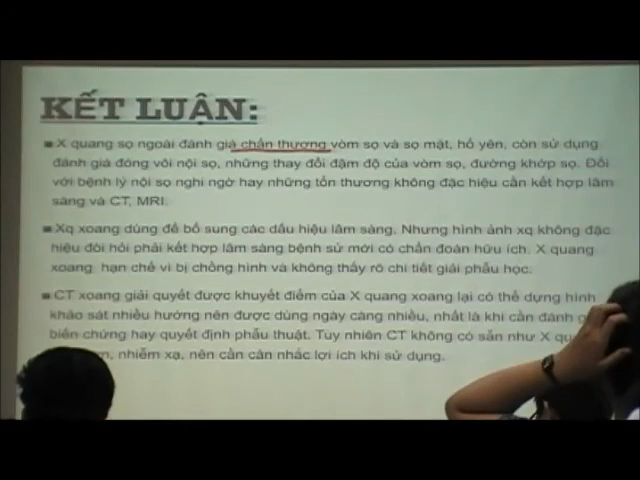 KẾT LUẬN:
X quang sọ ngoài đánh giá chấn thương vòm sọ và sọ mặt, hố yên, còn sử dụng
đánh giá đóng vôi nội sọ, những thay đổi đậm độ của vòm sọ, đường khớp sọ. Đối
với bệnh lý nội sọ nghi ngờ hay những tổn thương không đặc hiệu cần kết hợp lâm
sàng và CT, MRI.
Xq xoang dùng để bổ sung các dấu hiệu lâm sàng. Nhưng hình ảnh xq không đặc
hiệu đòi hỏi phải kết hợp lâm sàng bệnh sử mới có chẩn đoán hữu ích. X quang
xoang hạn chế vì bị chồng hình và không thấy rõ chi tiết giải phẫu học.
CT xoang giải quyết được khuyết điểm của X quang xoang lại có thể dựng hình
khảo sát nhiều hướng nên được dùng ngày càng nhiều, nhất là khi cần đánh
biến chứng hay quyết định phẫu thuật. Tuy nhiên CT không có sẵn như X
nhiễm xạ, nên cần cân nhắc lợi ích khi sử dụng.